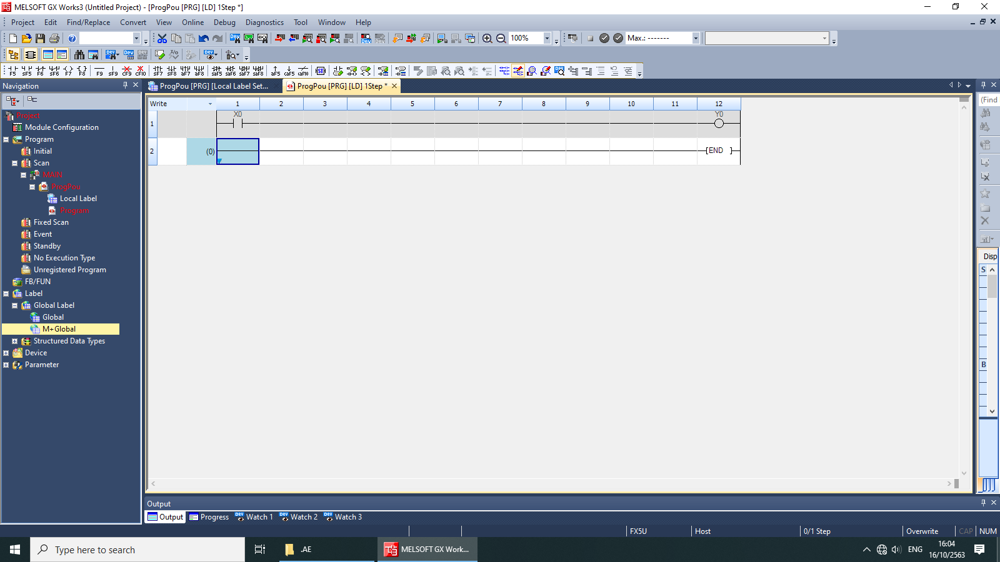 MELSOFT GX Works3 (Untitled Project) - [ProgPou [PRG] [LD] 1Step *]
Project Edit Find/Replace Convert View Online Debug Diagnostics Tool Window Help
100% Max.: -------
F5 sF5 F6 sF6 F7 F8 F9 sF9 cF9 cF10 sF7 sF8 aF7 aF8 saF5 saF6 saF7 saF8 aF5 caF5 caF10
Navigation
ProgPou [PRG] [Local Label Set...
ProgPou [PRG] [LD] 1Step *
(Find
Write 1 2 3 4 5 6 7 8 9 10 11 12
X0 Y0
1
2 (0) [END ]
Project
Module Configuration
Program
Initial
Scan
MAIN
ProgPou
Local Label
Program
Fixed Scan
Event
Standby
No Execution Type
Unregistered Program
FB/FUN
Label
Global Label
Global
M+Global
Structured Data Types
Device
Parameter
Disp
S
B
Output
Output Progress Watch 1 Watch 2 Watch 3
FX5U Host 0/1 Step Overwrite CAP NUM
Type here to search
.AE
MELSOFT GX Work...
ENG
16:04
16/10/2563